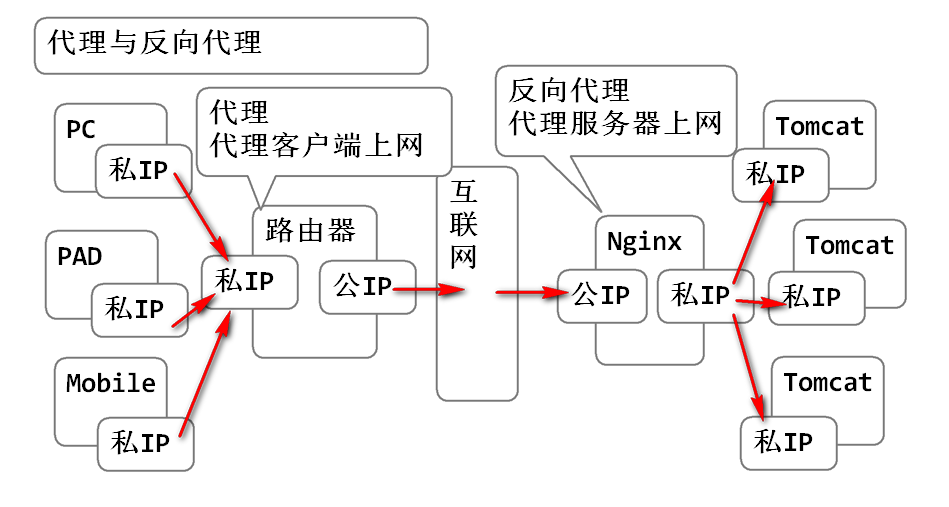 代理与反向代理
PC
私IP
代理
代理客户端上网
路由器
私IP
公IP
PAD
私IP
Mobile
私IP
互
联
网
反向代理
代理服务器上网
Nginx
公IP
私IP
Tomcat
私IP
Tomcat
私IP
Tomcat
私IP